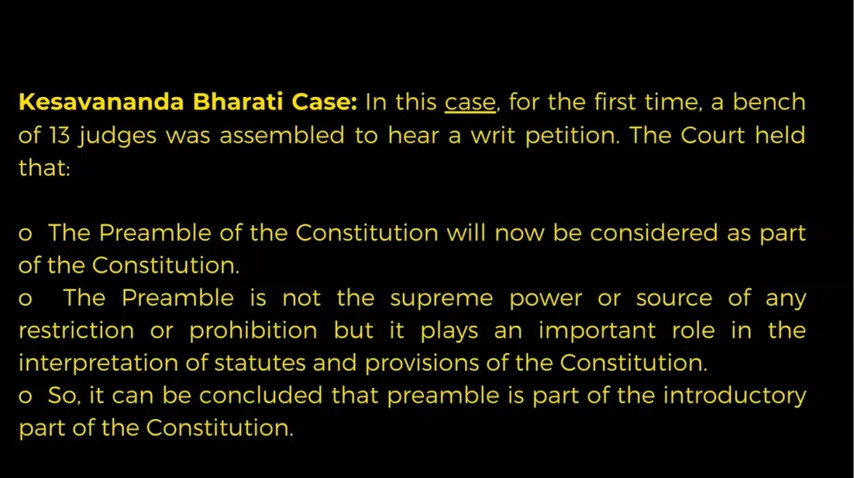 Kesavananda Bharati Case: In this case, for the first time, a bench
of 13 judges was assembled to hear a writ petition. The Court held
that:
o The Preamble of the Constitution will now be considered as part
of the Constitution.
o The Preamble is not the supreme power or source of any
restriction or prohibition but it plays an important role in the
interpretation of statutes and provisions of the Constitution.
o So, it can be concluded that preamble is part of the introductory
part of the Constitution.